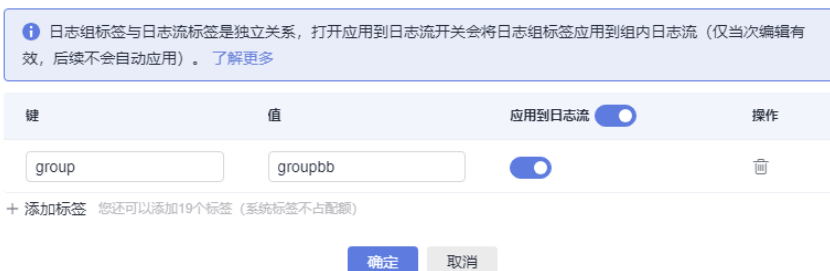 日志组标签与日志流标签是独立关系，打开应用到日志流开关会将日志组标签应用到组内日志流（仅当次编辑有
效，后续不会自动应用）。 了解更多
键 值 应用到日志流 操作
group groupbb
+ 添加标签 您还可以添加19个标签（系统标签不占配额）
确定 取消